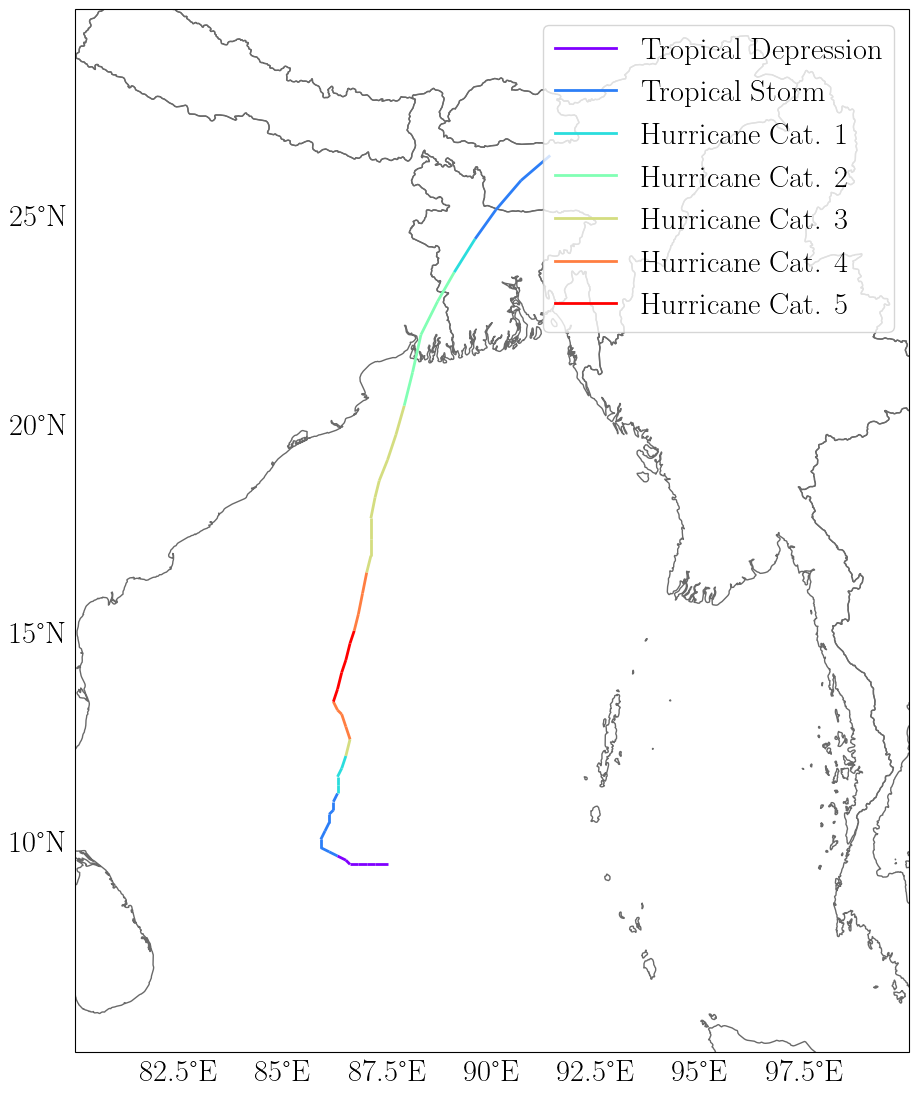 Tropical Depression
Tropical Storm
Hurricane Cat. 1
Hurricane Cat. 2
Hurricane Cat. 3
Hurricane Cat. 4
Hurricane Cat. 5
25°N
20°N
15°N
10°N
82.5°E 85°E 87.5°E 90°E 92.5°E 95°E 97.5°E